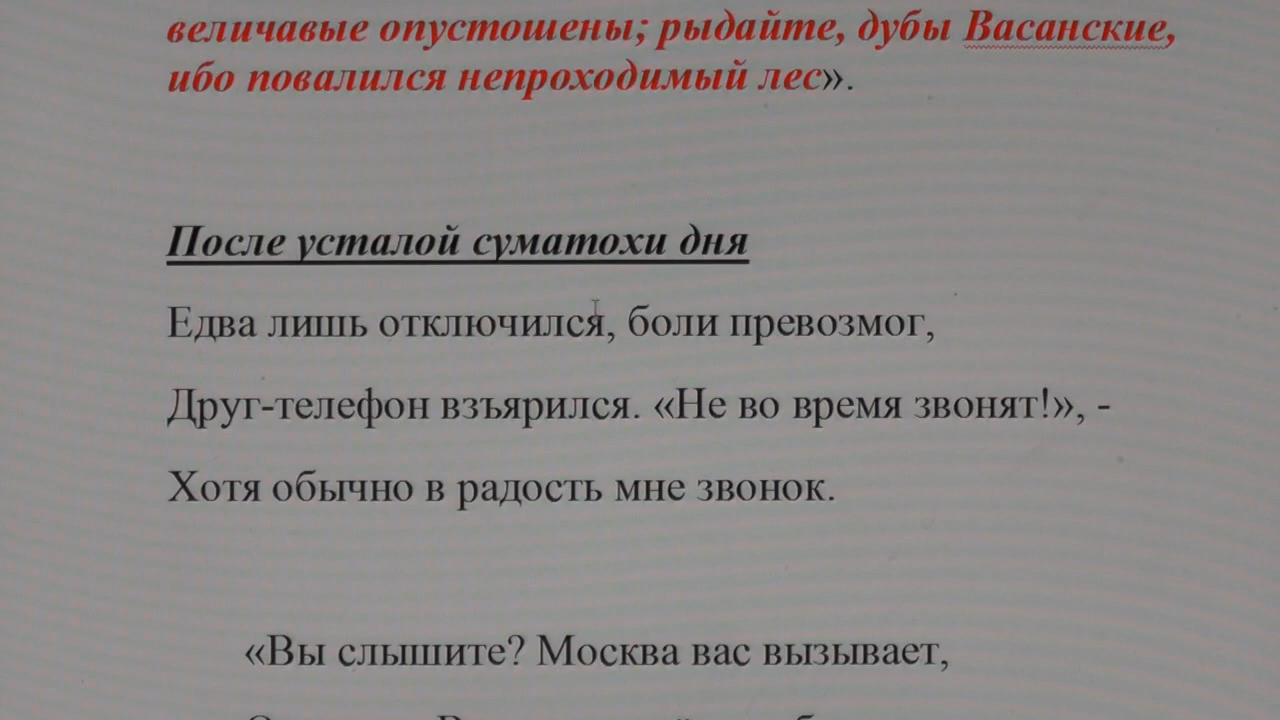 величавые опустошены; рыдайте, дубы Васанские,
ибо повалился непроходимый лес».
После усталой суматохи дня
Едва лишь отключился, боли превозмог,
Друг-телефон взъярился. «Не во время звонят!», -
Хотя обычно в радость мне звонок.
«Вы слышите? Москва вас вызывает,